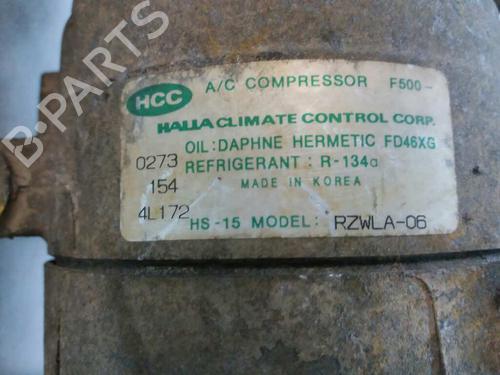 B-PARTS
HCC
A/C COMPRESSOR F500-
HALLA CLIMATE CONTROL CORP.
OIL:DAPHNE HERMETIC FD46XG
0273 REFRIGERANT : R-134a
154 MADE IN KOREA
4L172
HS-15 MODEL: RZWLA-06